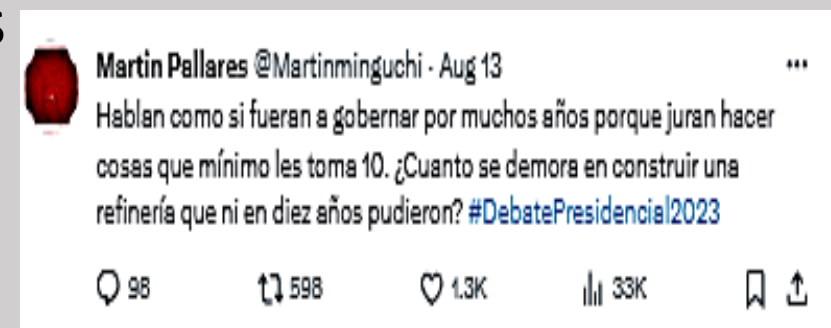 s
Martin Pallares @Martinminguchi · Aug 13
Hablan como si fueran a gobernar por muchos años porque juran hacer
cosas que mínimo les toma 10. ¿Cuanto se demora en construir una
refinería que ni en diez años pudieron? #DebatePresidencial2023
98 598 1.3K 33K